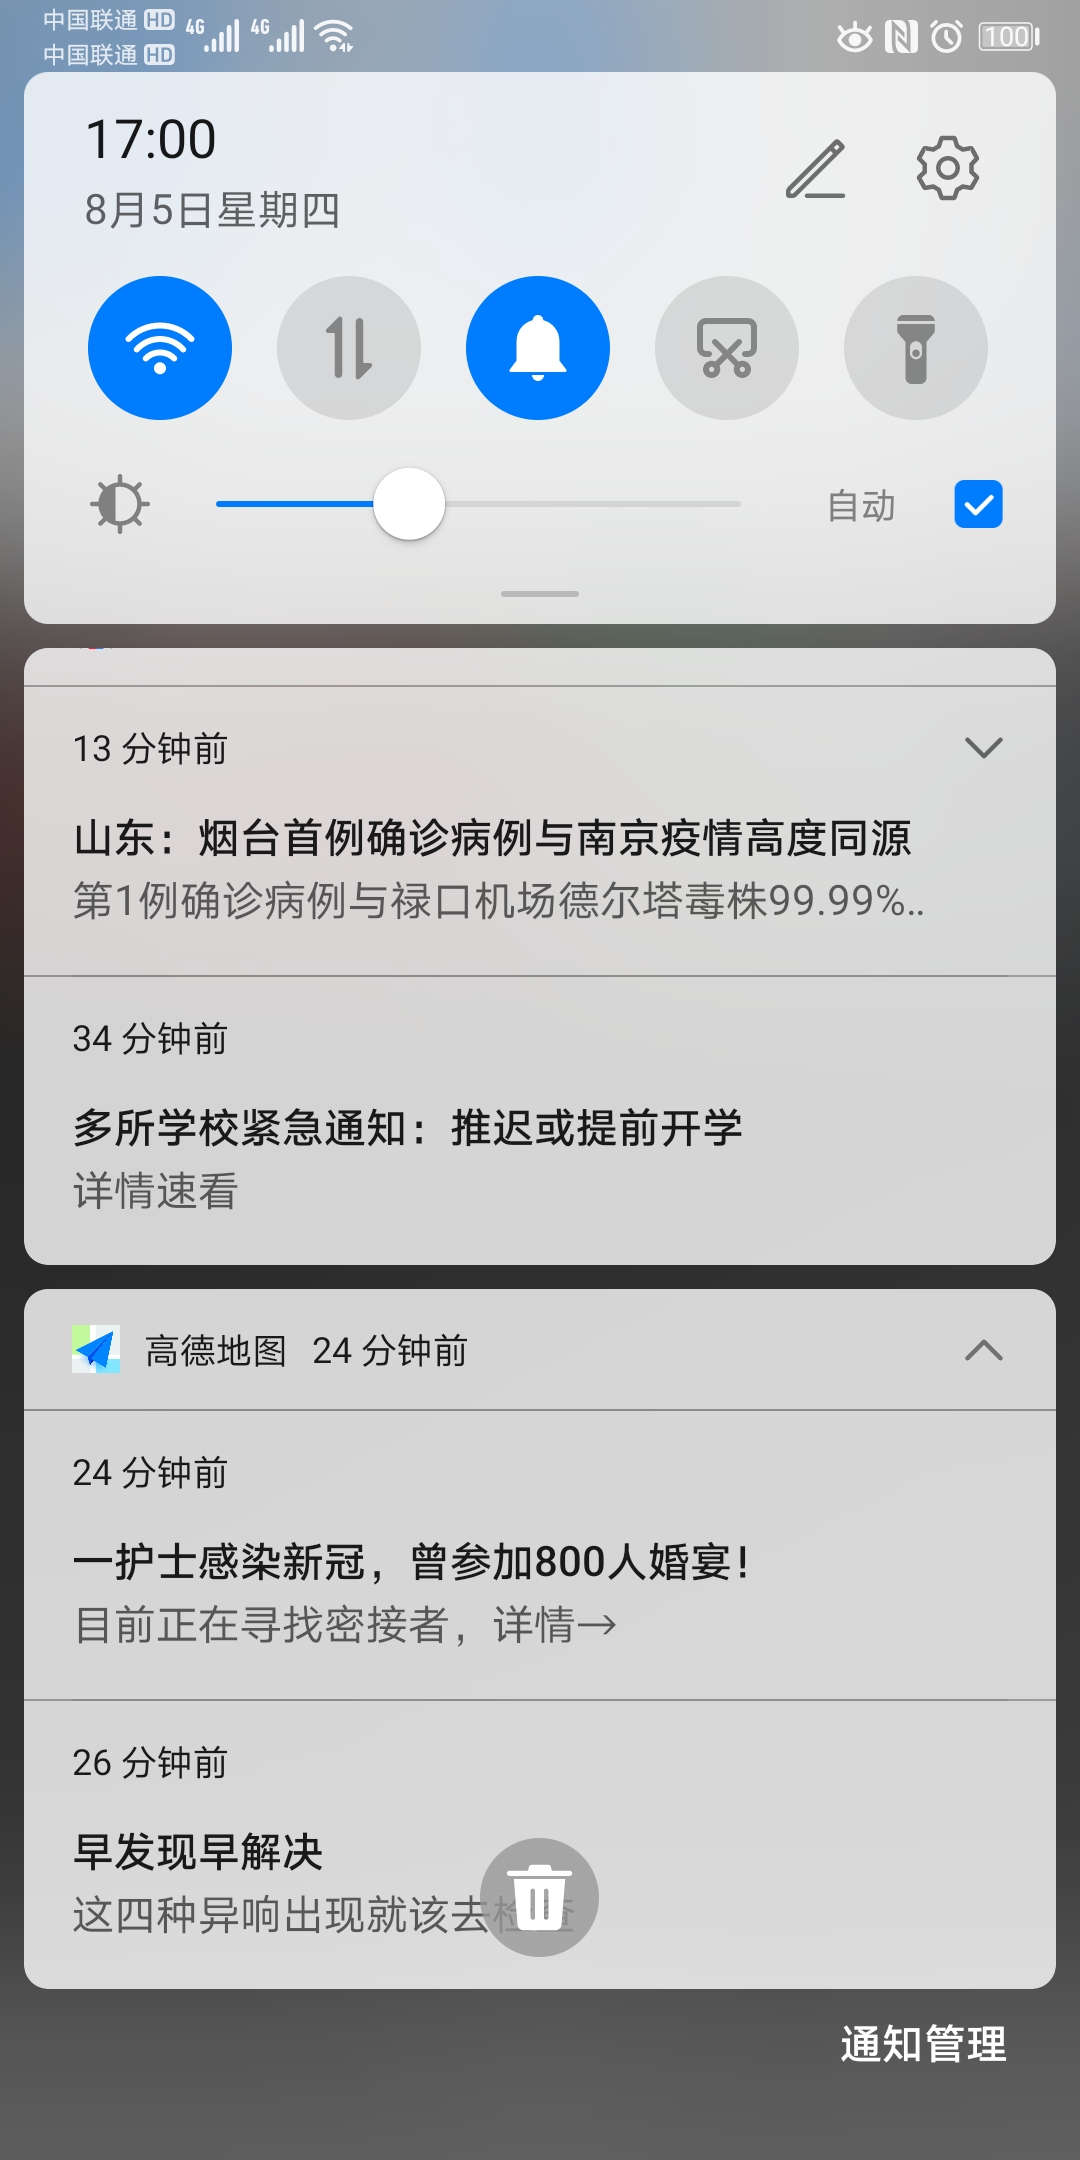 中国联通 HD 4G 4G 100
中国联通 HD
17:00
8月5日星期四
自动
13 分钟前
山东：烟台首例确诊病例与南京疫情高度同源
第1例确诊病例与禄口机场德尔塔毒株99.99%..
34 分钟前
多所学校紧急通知：推迟或提前开学
详情速看
高德地图 24 分钟前
24 分钟前
一护士感染新冠，曾参加800人婚宴！
目前正在寻找密接者，详情→
26 分钟前
早发现早解决
这四种异响出现就该去检查
通知管理